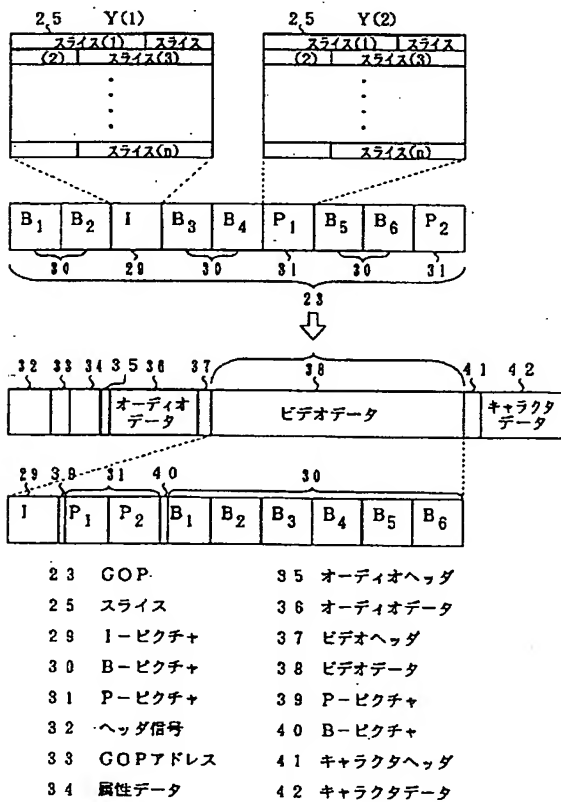 25 Y(1) 25 Y(2)
スライス(1) スライス スライス(1) スライス
(2) スライス(3) (2) スライス(3)
スライス(n) スライス(n)
B1 B2 I B3 B4 P1 B5 B6 P2
30 29 30 31 30 31
23
32 33 34 35 36 37 38 41 42
オーディオデータ ビデオデータ キャラクタデータ
29 39 31 40 30
I P1 P2 B1 B2 B3 B4 B5 B6
23 GOP 35 オーディオヘッダ
25 スライス 36 オーディオデータ
29 I-ピクチャ 37 ビデオヘッダ
30 B-ピクチャ 38 ビデオデータ
31 P-ピクチャ 39 P-ピクチャ
32 ヘッダ信号 40 B-ピクチャ
33 GOPアドレス 41 キャラクタヘッダ
34 属性データ 42 キャラクタデータ